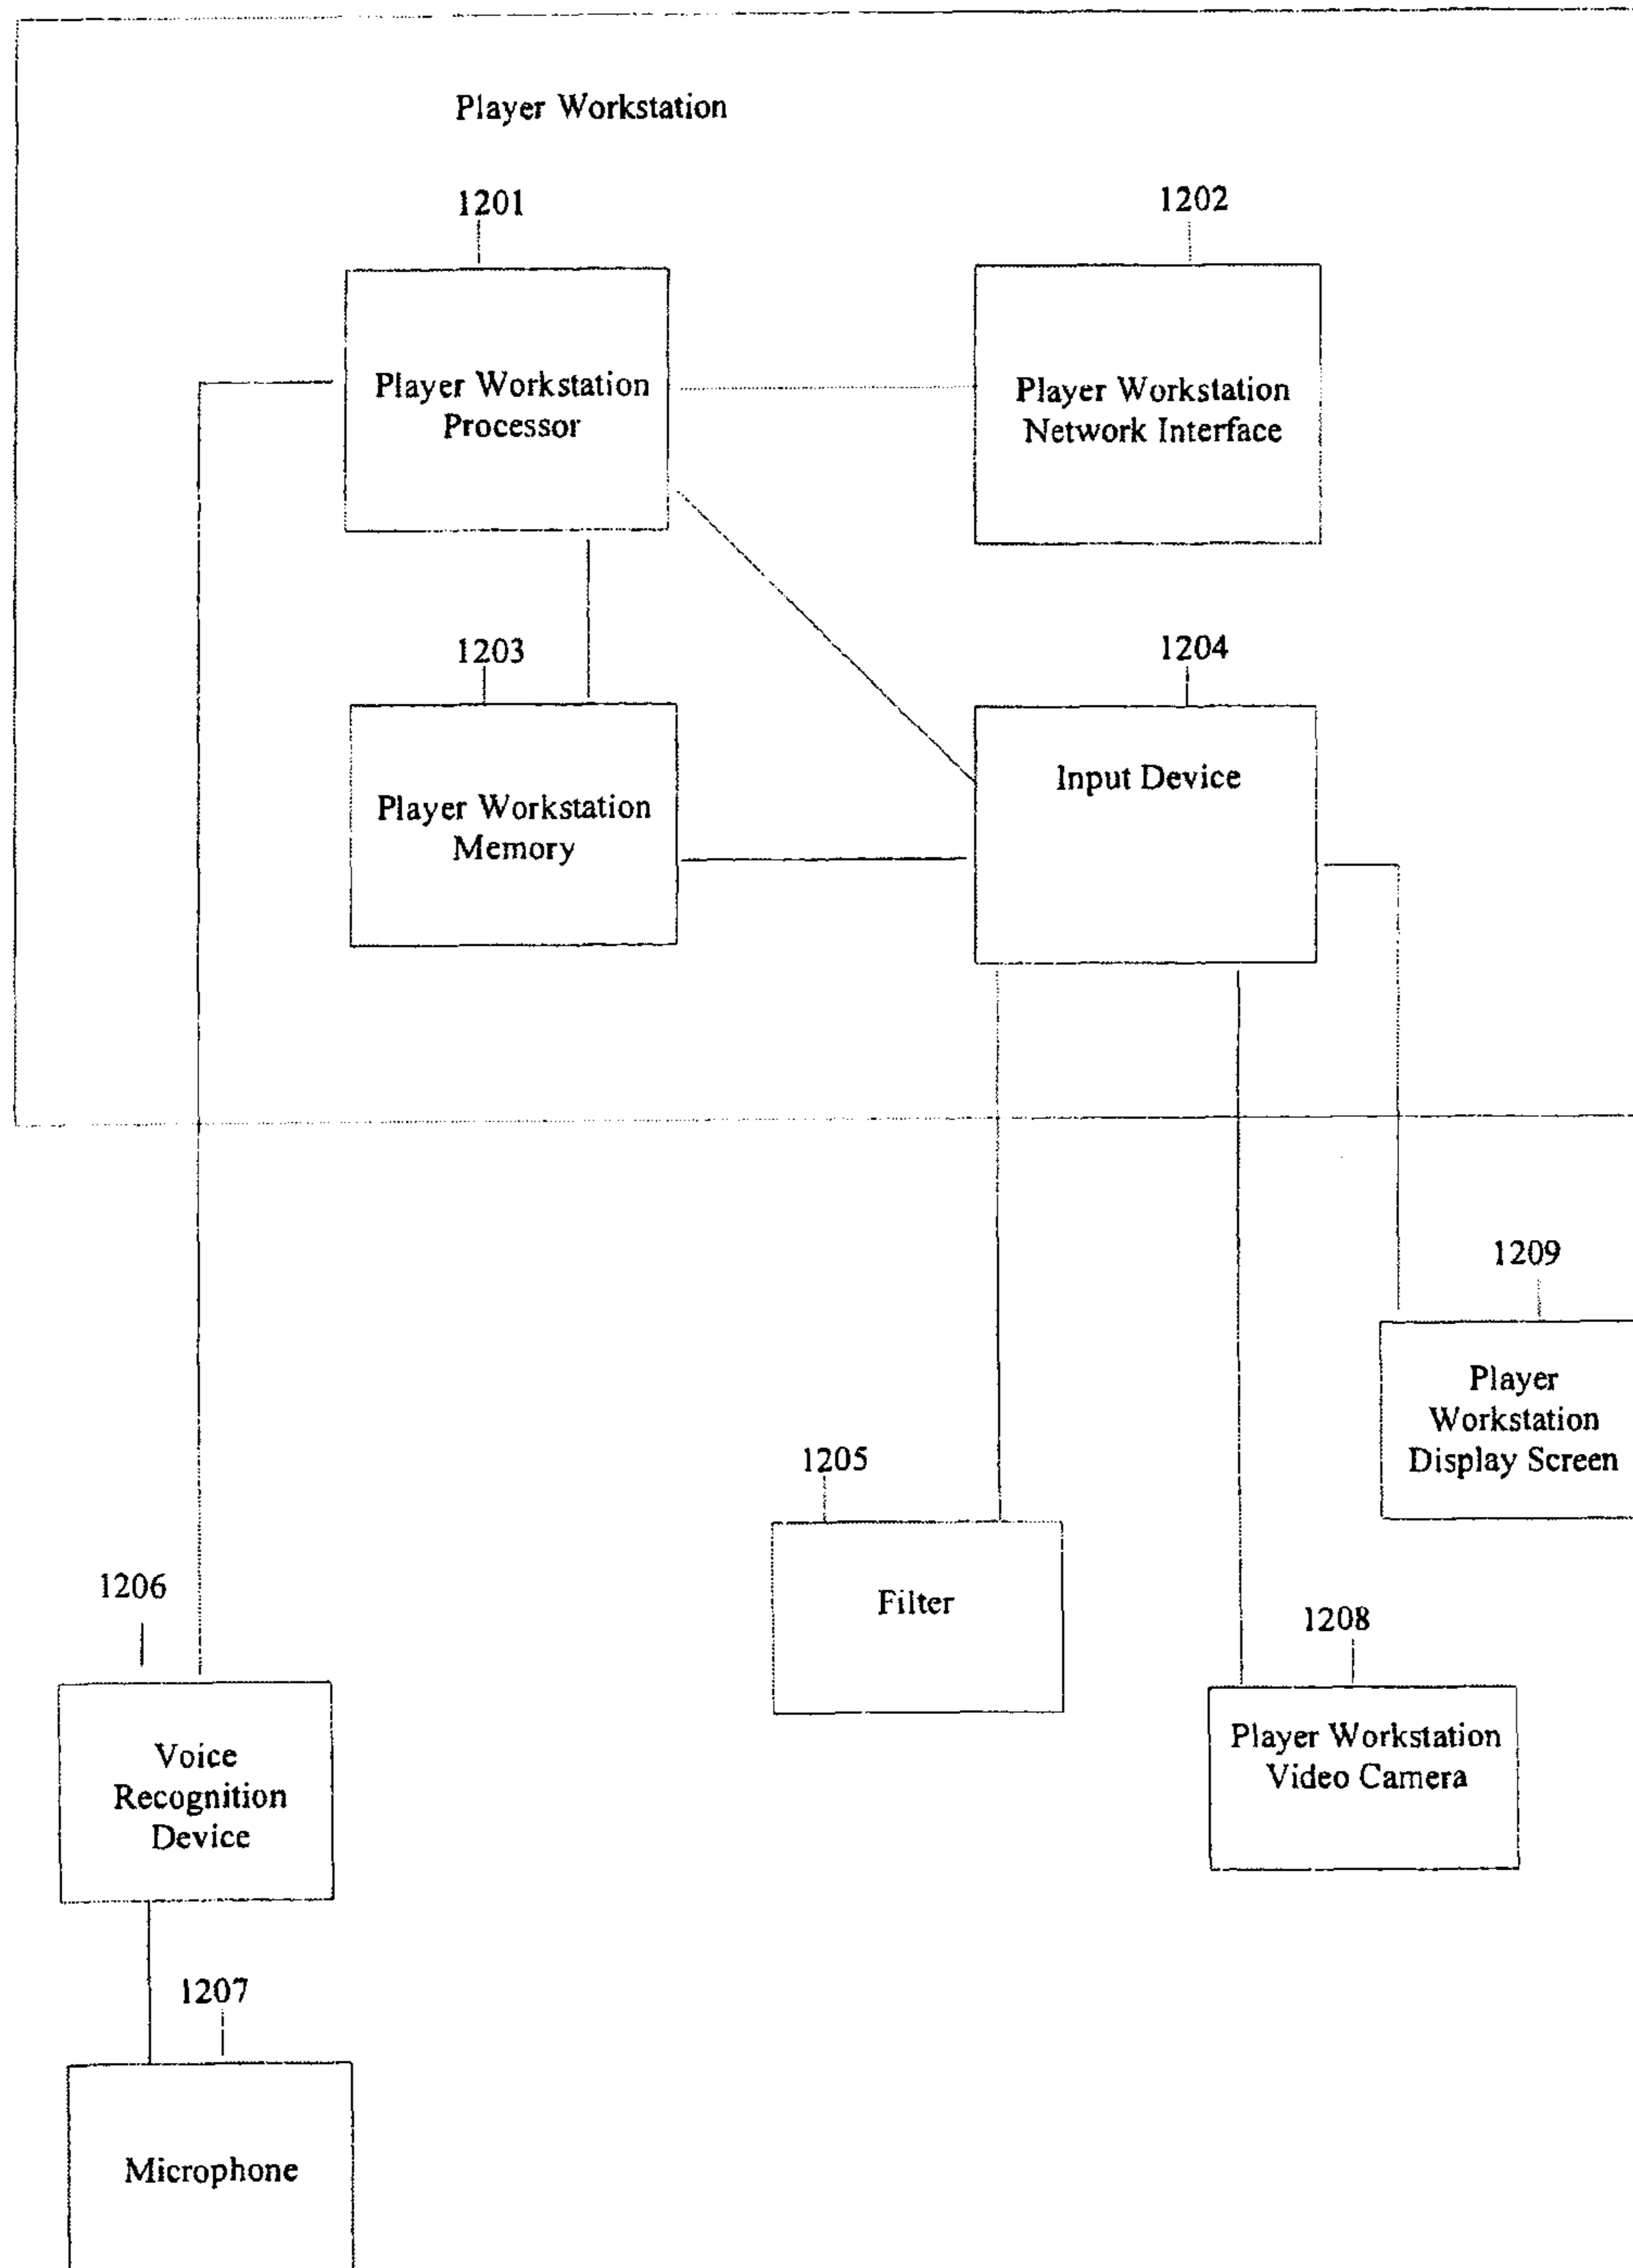 Player Workstation
1201
1202
Player Workstation
Processor
Player Workstation
Network Interface
1203
1204
Player Workstation
Memory
Input Device
1209
Player
Workstation
Display Screen
1205
Filter
1206
Voice
Recognition
Device
1208
Player Workstation
Video Camera
1207
Microphone